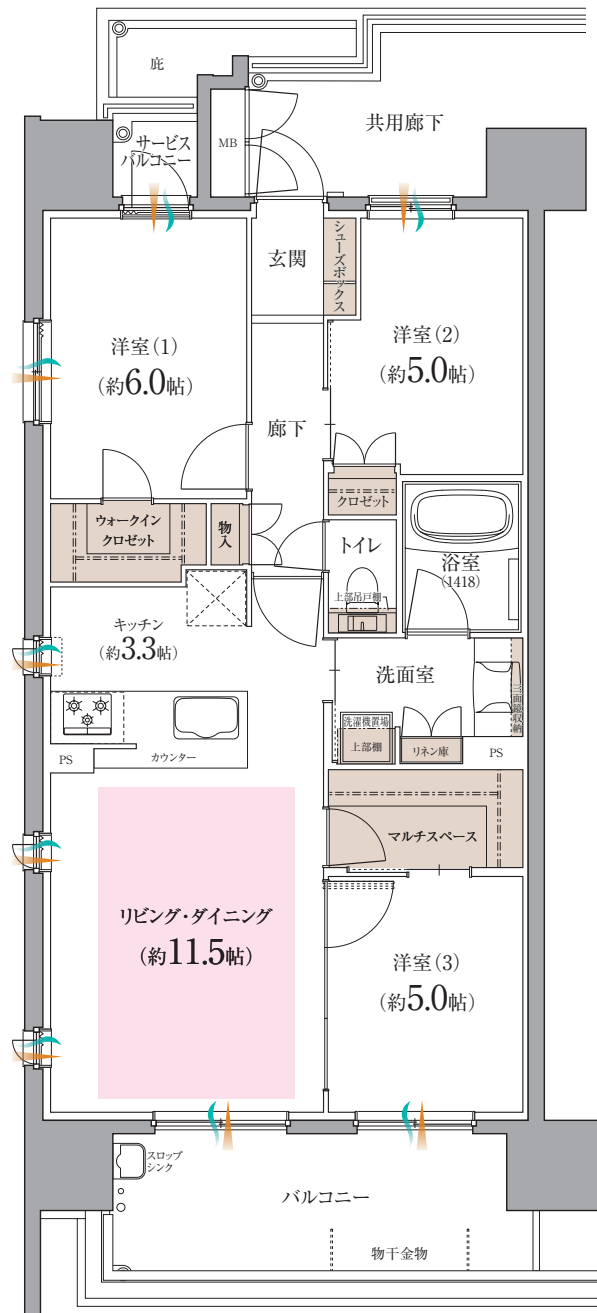 庇
サービス
バルコニー
MB
共用廊下
玄関
シューズボックス
洋室(1)
(約6.0帖)
洋室(2)
(約5.0帖)
廊下
ウォークイン
クロゼット
物入
クロゼット
トイレ
上部吊戸棚
浴室
(1418)
キッチン
(約3.3帖)
洗面室
三面鏡収納
洗濯機置場
上部棚
リネン庫
PS
PS
カウンター
マルチスペース
リビング・ダイニング
(約11.5帖)
洋室(3)
(約5.0帖)
スロップ
シンク
バルコニー
物干金物